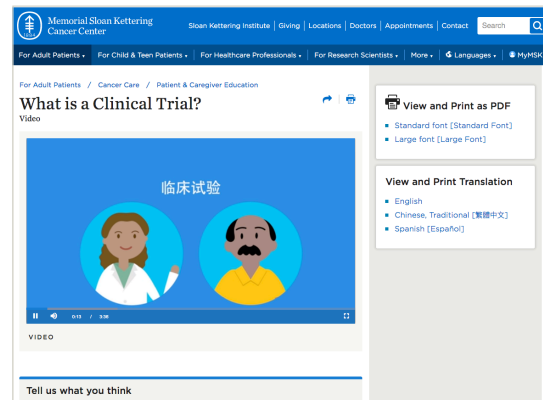 Memorial Sloan Kettering
Cancer Center
1884
Sloan Kettering Institute | Giving | Locations | Doctors | Appointments | Contact
Search
For Adult Patients
For Child & Teen Patients
For Healthcare Professionals
For Research Scientists
More
Languages
MyMSK
For Adult Patients / Cancer Care / Patient & Caregiver Education
What is a Clinical Trial?
Video
临床试验
0:13 / 3:36
VIDEO
Tell us what you think
View and Print as PDF
Standard font [Standard Font]
Large font [Large Font]
View and Print Translation
English
Chinese, Traditional [繁體中文]
Spanish [Español]